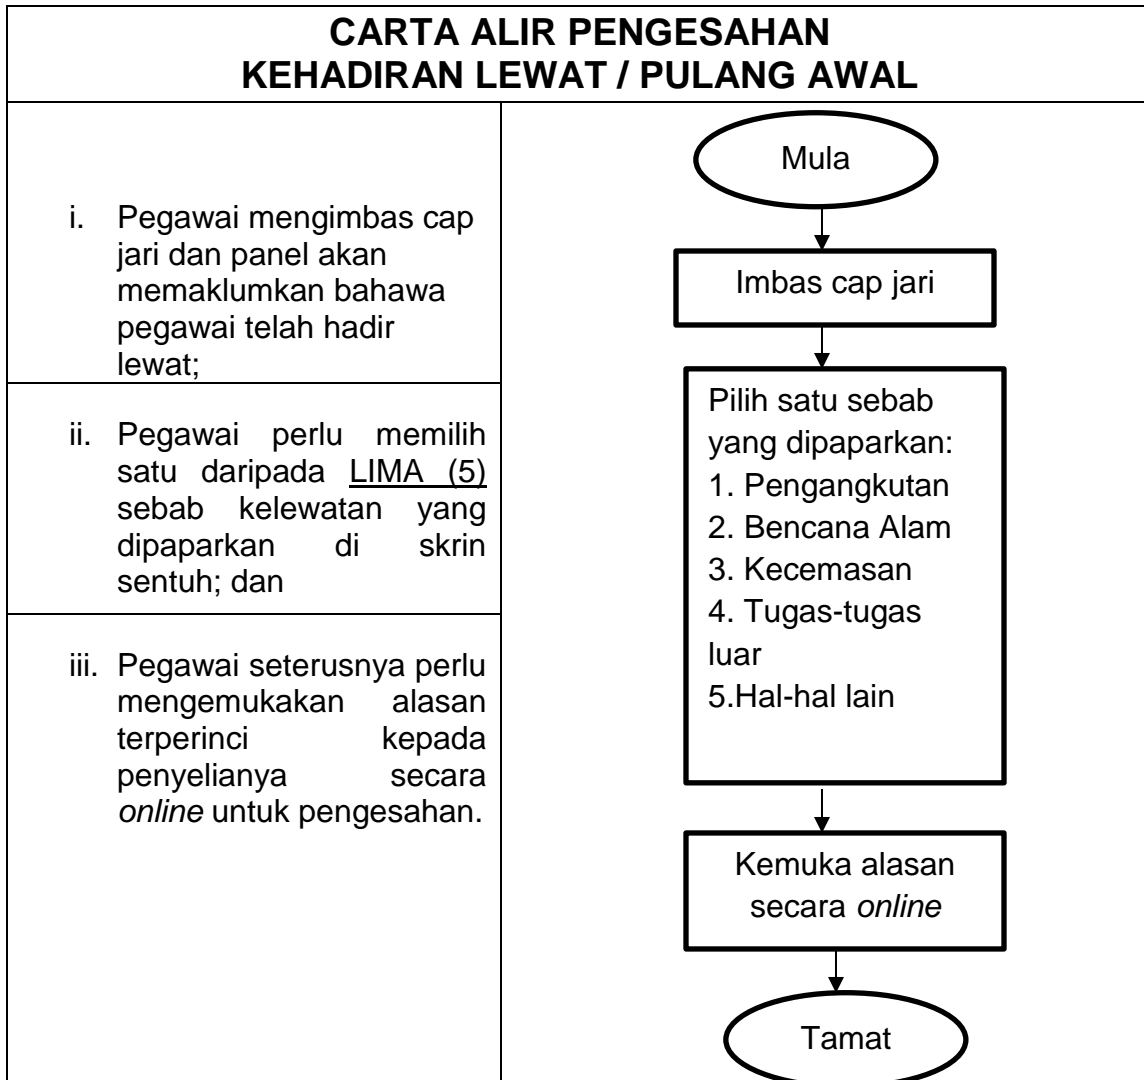 CARTA ALIR PENGESAHAN
KEHADIRAN LEWAT / PULANG AWAL
i. Pegawai mengimbas cap
jari dan panel akan
memaklumkan bahawa
pegawai telah hadir
lewat;
ii. Pegawai perlu memilih
satu daripada LIMA (5)
sebab kelewatan yang
dipaparkan di skrin
sentuh; dan
iii. Pegawai seterusnya perlu
mengemukakan alasan
terperinci kepada
penyelianya secara
online untuk pengesahan.
Mula
Imbas cap jari
Pilih satu sebab
yang dipaparkan:
1. Pengangkutan
2. Bencana Alam
3. Kecemasan
4. Tugas-tugas
luar
5.Hal-hal lain
Kemuka alasan
secara online
Tamat